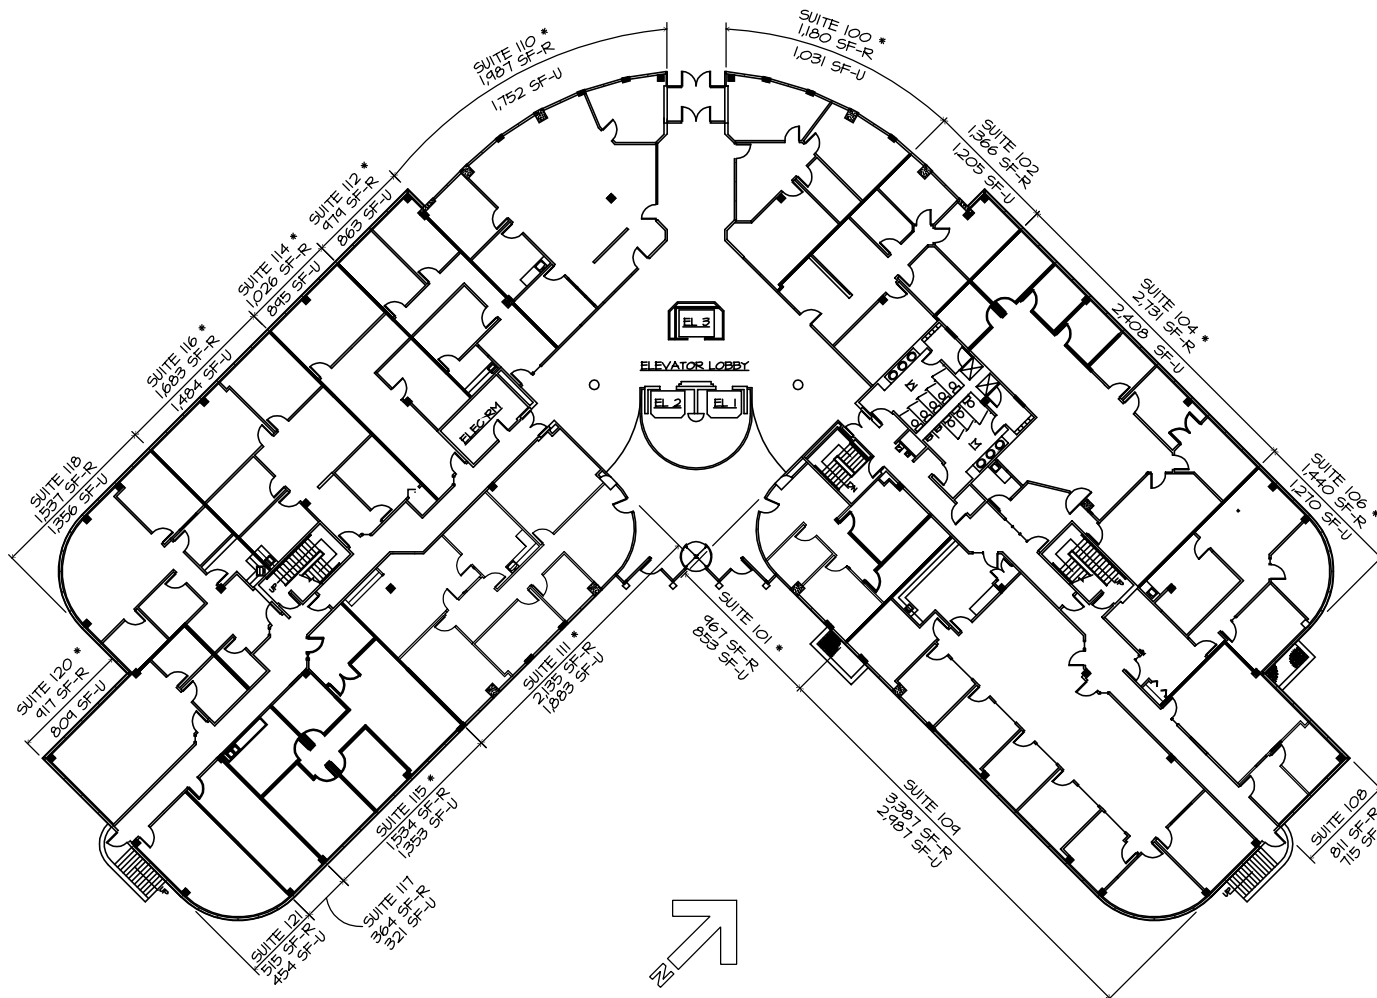 SUITE 110 *
1,987 SF-R
1,752 SF-U
SUITE 100 *
1,180 SF-R
1,031 SF-U
SUITE 102
1,366 SF-R
1,205 SF-U
SUITE 112 *
979 SF-R
863 SF-U
SUITE 114 *
1,026 SF-R
895 SF-U
SUITE 104 *
2,731 SF-R
2,408 SF-U
EL 3
ELEVATOR LOBBY
EL 2
EL 1
SUITE 116 *
1,683 SF-R
1,484 SF-U
ELEC RM
DN
SUITE 118
1,537 SF-R
1,356 SF-U
SUITE 106 *
1,440 SF-R
1,270 SF-U
UP
UP
SUITE 101 *
967 SF-R
853 SF-U
SUITE 111 *
2,135 SF-R
1,883 SF-U
SUITE 120 *
917 SF-R
809 SF-U
SUITE 115 *
1,534 SF-R
1,353 SF-U
SUITE 109
3,387 SF-R
2,987 SF-U
SUITE 108
811 SF-R
715 SF-
UP
UP
SUITE 117
364 SF-R
321 SF-U
SUITE 121
515 SF-R
454 SF-U
N